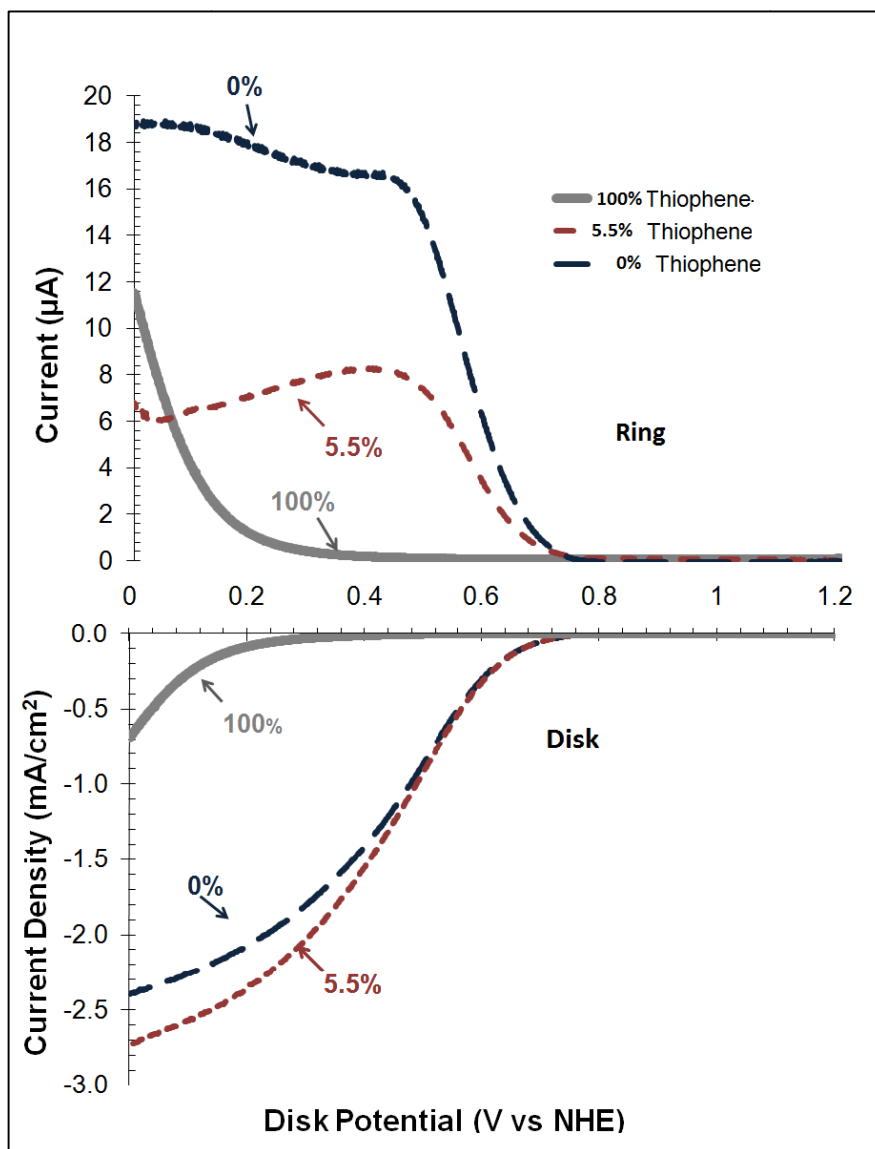 0%
20
18
16
14
12
10
8
6
4
2
0
Current (µA)
100% Thiophene-
5.5% Thiophene
0% Thiophene
5.5%
Ring
100%
0 0.2 0.4 0.6 0.8 1 1.2
0.0
-0.5
-1.0
-1.5
-2.0
-2.5
-3.0
Current Density (mA/cm²)
100%
Disk
0%
5.5%
Disk Potential (V vs NHE)